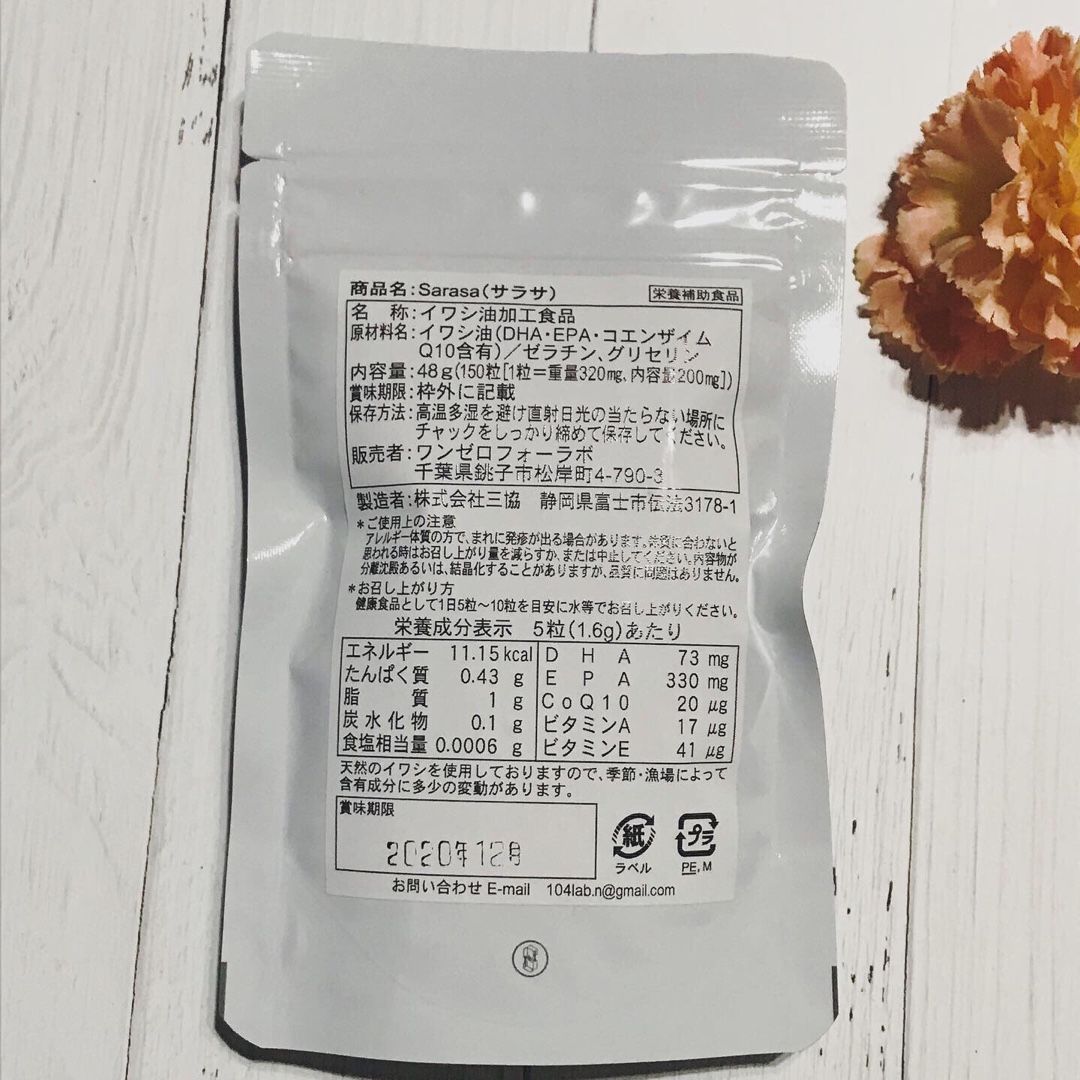 商品名：Sarasa（サラサ） 栄養補助食品
名 称：イワシ油加工食品
原材料名：イワシ油（DHA・EPA・コエンザイム
Q10含有）／ゼラチン、グリセリン
内容量：48g（150粒[1粒＝重量320mg、内容量200mg]）
賞味期限：枠外に記載
保存方法：高温多湿を避け直射日光の当たらない場所に
チャックをしっかり締めて保存してください。
販売者：ワンゼロフォーラボ
千葉県銚子市松岸町4-790-3
製造者：株式会社三協 静岡県富士市伝法3178-1
＊ご使用上の注意
アレルギー体質の方で、まれに発疹が出る場合があります。体質に合わないと
思われる時はお召し上がり量を減らすか、または中止してください。内容物が
分離沈殿あるいは、結晶化することがありますが、品質に問題はありません。
＊お召し上がり方
健康食品として1日5粒～10粒を目安に水等でお召し上がりください。
栄養成分表示 5粒（1.6g）あたり
エネルギー 11.15kcal DHA 73mg
たんぱく質 0.43g EPA 330mg
脂質 1g CoQ10 20μg
炭水化物 0.1g ビタミンA 17μg
食塩相当量 0.0006g ビタミンE 41μg
天然のイワシを使用しておりますので、季節・漁場によって
含有成分に多少の変動があります。
賞味期限
2020年12月
紙 プラ
ラベル PE,M
お問い合わせ E-mail 104lab.n@gmail.com